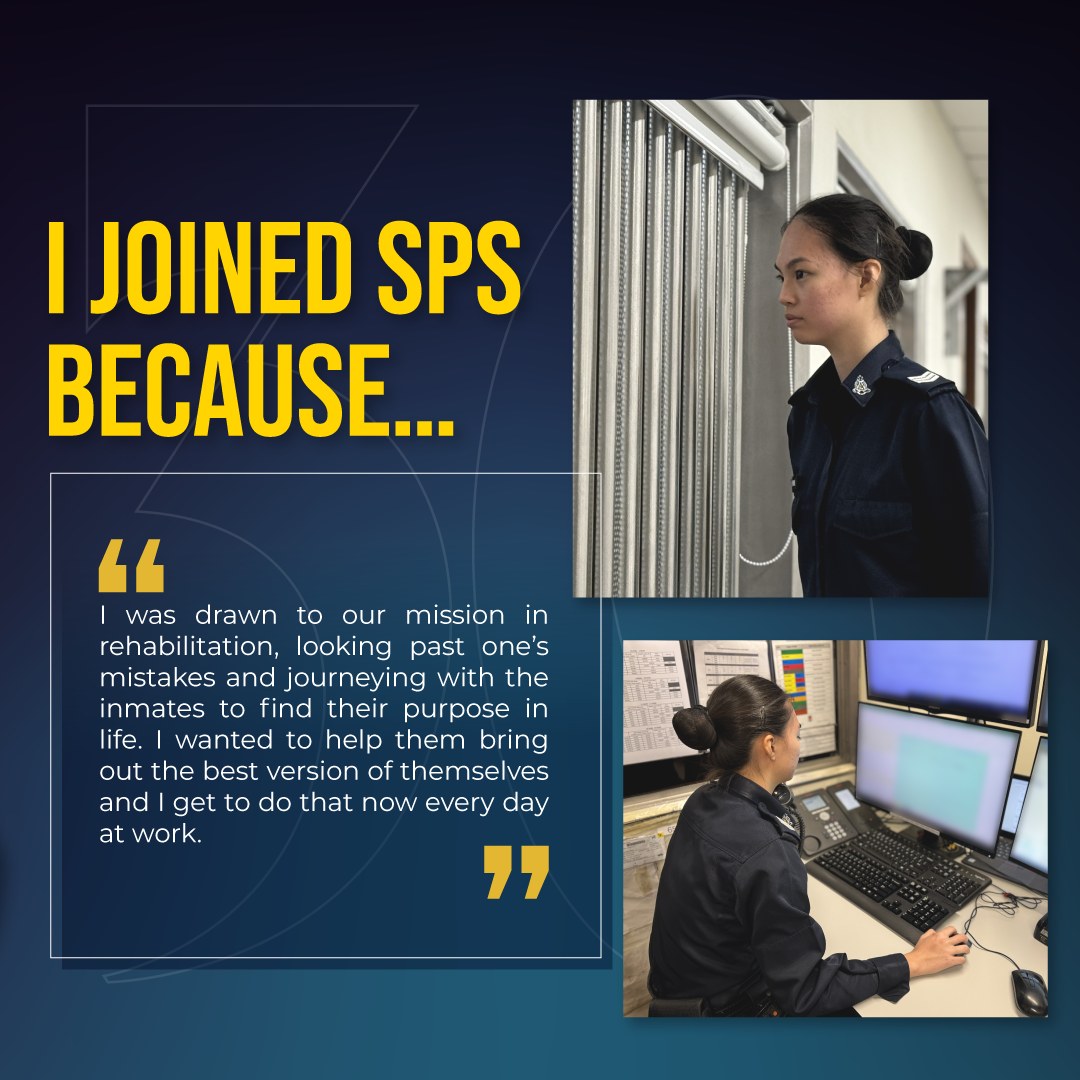 I JOINED SPS
BECAUSE...
“
I was drawn to our mission in
rehabilitation, looking past one’s
mistakes and journeying with the
inmates to find their purpose in
life. I wanted to help them bring
out the best version of themselves
and I get to do that now every day
at work.
”